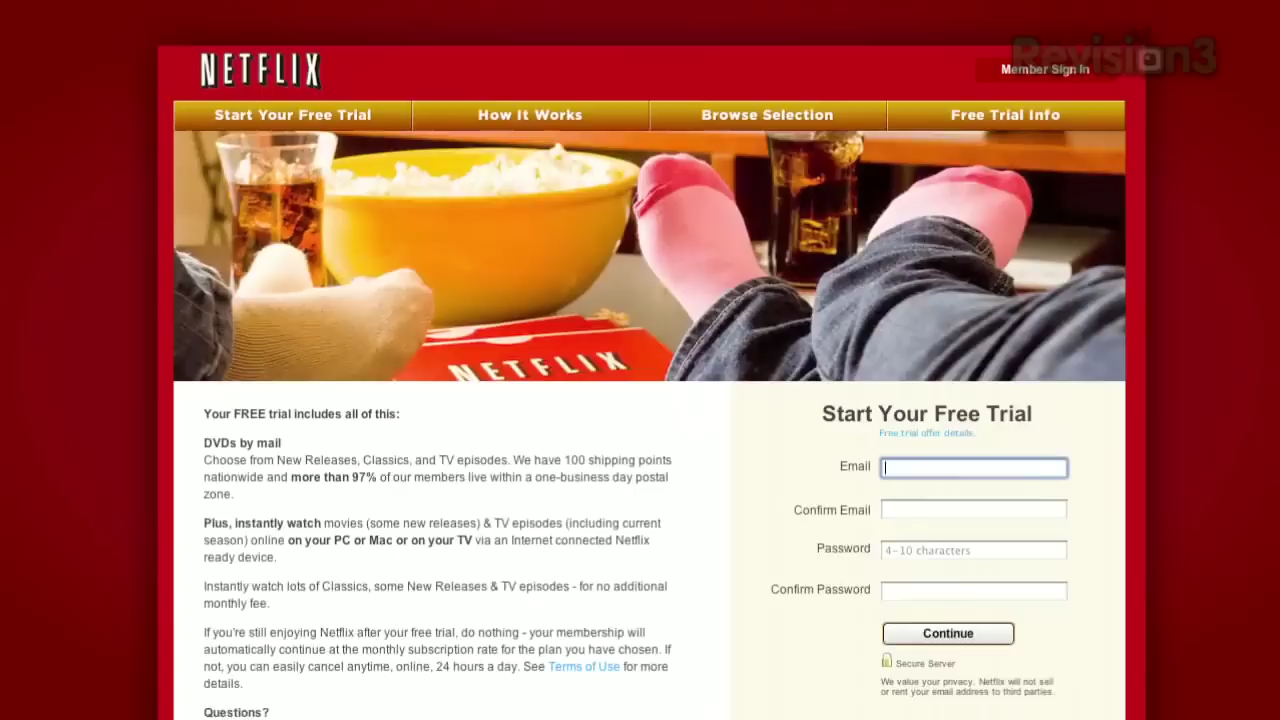 Revision3
NETFLIX
Member Sign In
Start Your Free Trial
How It Works
Browse Selection
Free Trial Info
NETFLIX
Your FREE trial includes all of this:
DVDs by mail
Choose from New Releases, Classics, and TV episodes. We have 100 shipping points
nationwide and more than 97% of our members live within a one-business day postal
zone.
Plus, instantly watch movies (some new releases) & TV episodes (including current
season) online on your PC or Mac or on your TV via an Internet connected Netflix
ready device.
Instantly watch lots of Classics, some New Releases & TV episodes - for no additional
monthly fee.
If you're still enjoying Netflix after your free trial, do nothing - your membership will
automatically continue at the monthly subscription rate for the plan you have chosen. If
not, you can easily cancel anytime, online, 24 hours a day. See Terms of Use for more
details.
Questions?
Start Your Free Trial
Free trial offer details.
Email
Confirm Email
Password
4-10 characters
Confirm Password
Continue
Secure Server
We value your privacy. Netflix will not sell
or rent your email address to third parties.